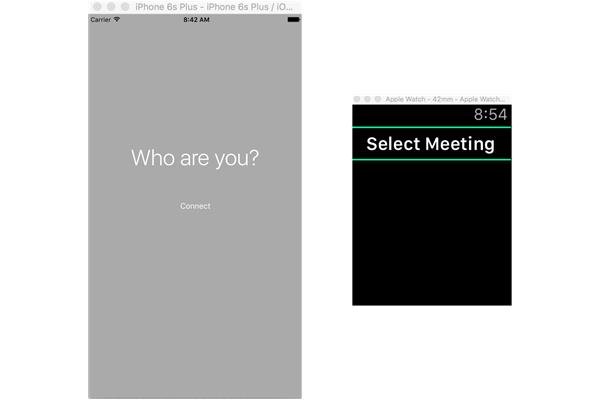 iPhone 6s Plus - iPhone 6s Plus / iO...
Carrier 8:42 AM
Who are you?
Connect
Apple Watch - 42mm - Apple Watch...
8:54
Select Meeting